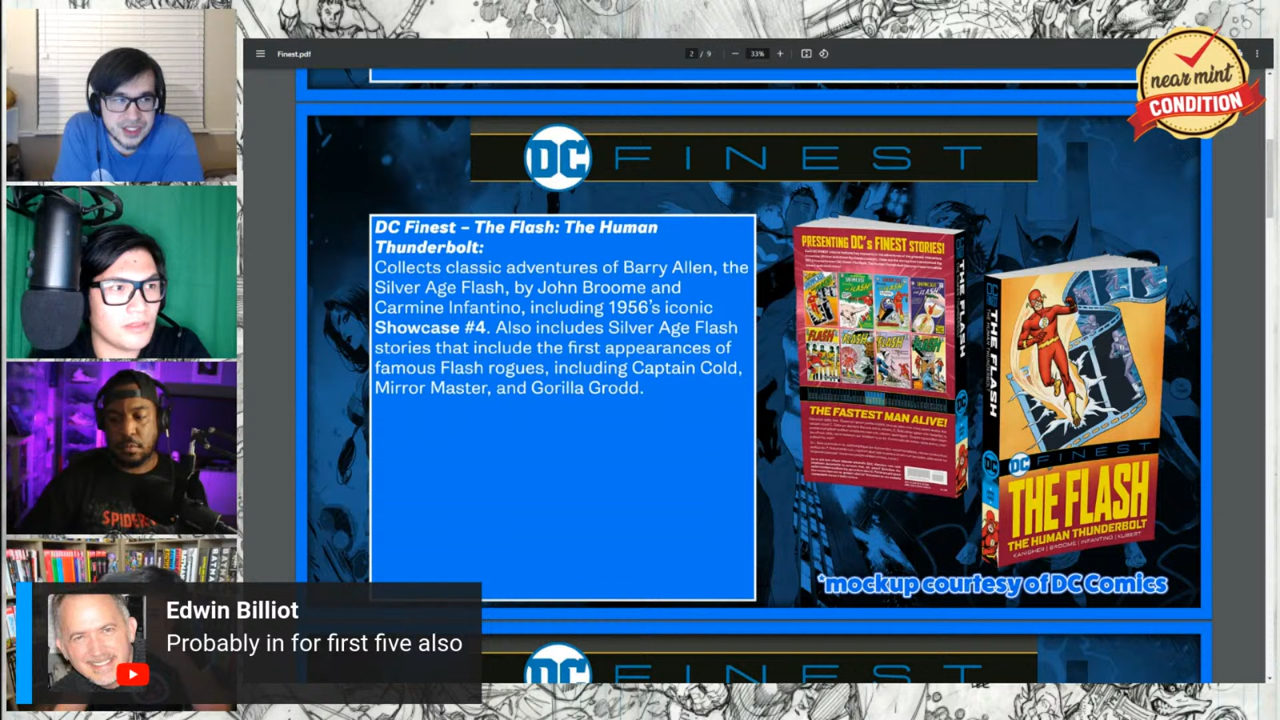 Finest.pdf
2 / 9
33%
near mint
CONDITION
DC FINEST
DC Finest – The Flash: The Human
Thunderbolt:
Collects classic adventures of Barry Allen, the
Silver Age Flash, by John Broome and
Carmine Infantino, including 1956's iconic
Showcase #4. Also includes Silver Age Flash
stories that include the first appearances of
famous Flash rogues, including Captain Cold,
Mirror Master, and Gorilla Grodd.
PRESENTING DC's FINEST STORIES!
THE FASTEST MAN ALIVE!
THE FLASH
THE FLASH
DC FINEST
THE FLASH
THE HUMAN THUNDERBOLT
KANIGHER | BROOME | INFANTINO | KUBERT
*mockup courtesy of DC Comics
SPIDER
Edwin Billiot
Probably in for first five also
DC FINEST